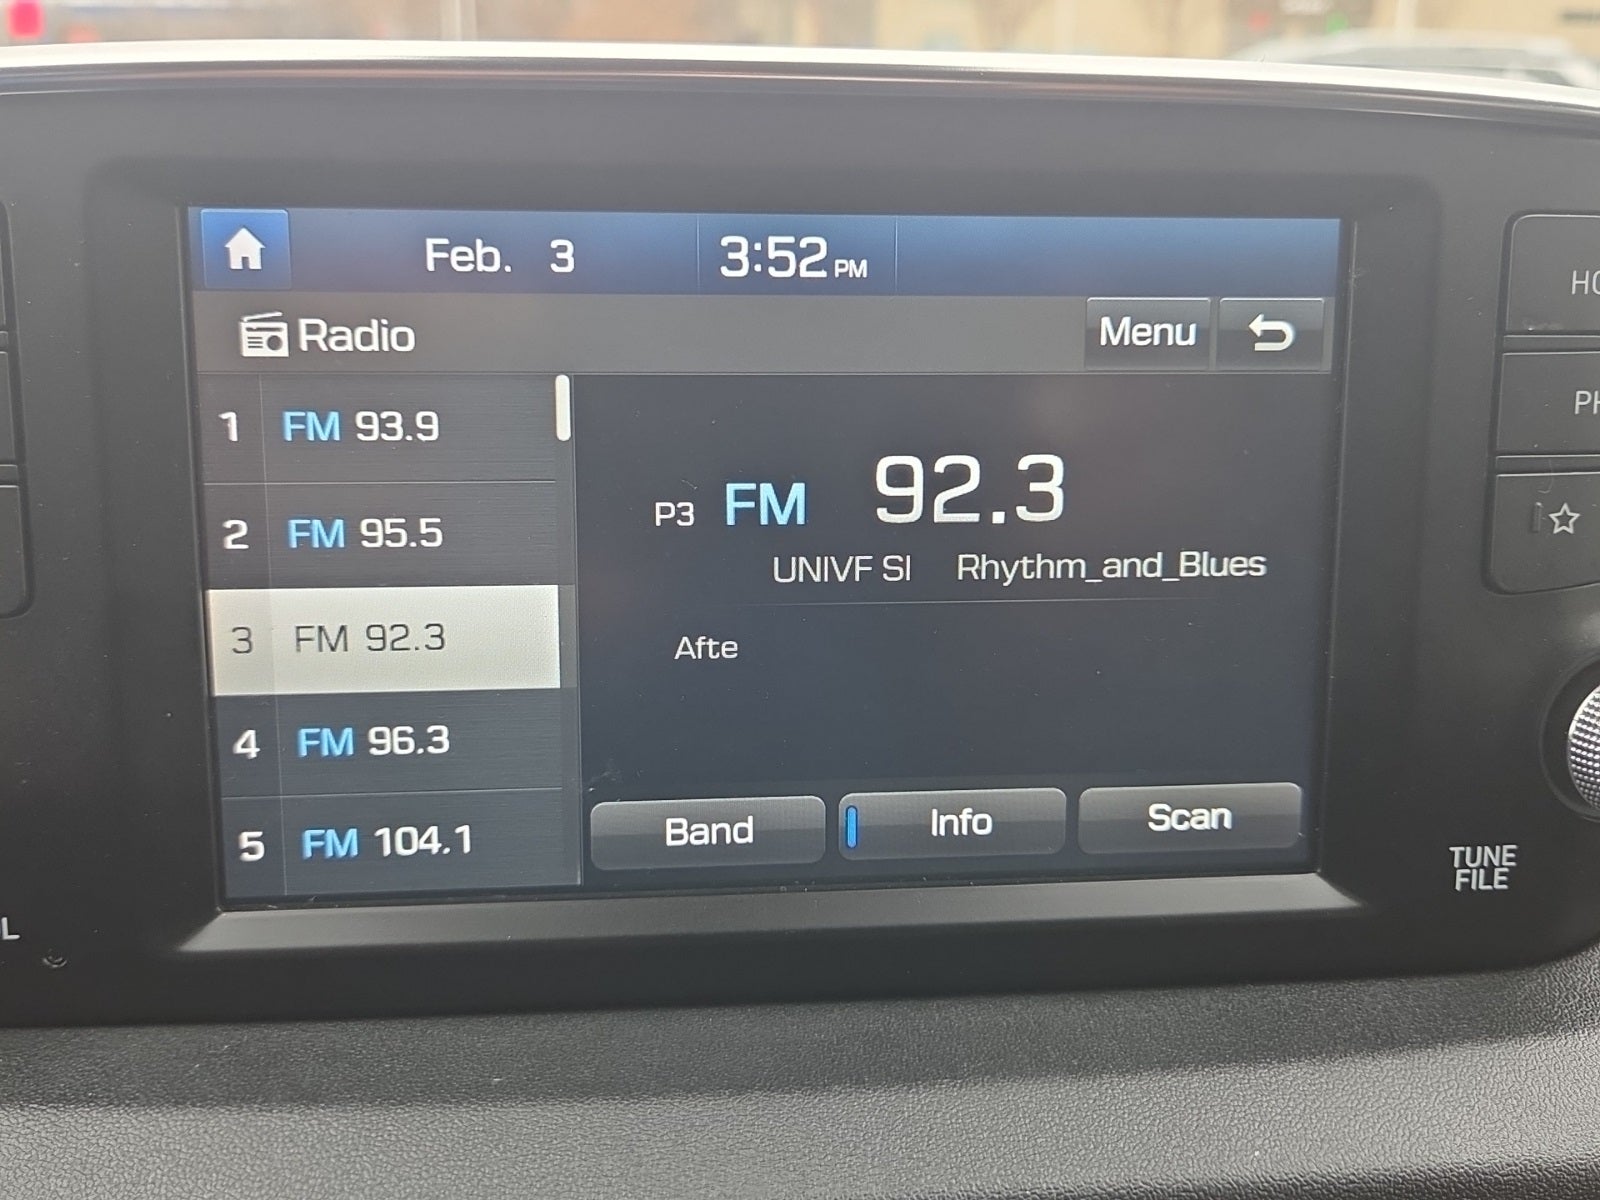 Feb. 3 3:52 PM
Radio Menu
1 FM 93.9
2 FM 95.5
3 FM 92.3
4 FM 96.3
5 FM 104.1
P3 FM 92.3
UNIVF SI Rhythm_and_Blues
Afte
Band Info Scan
TUNE
FILE